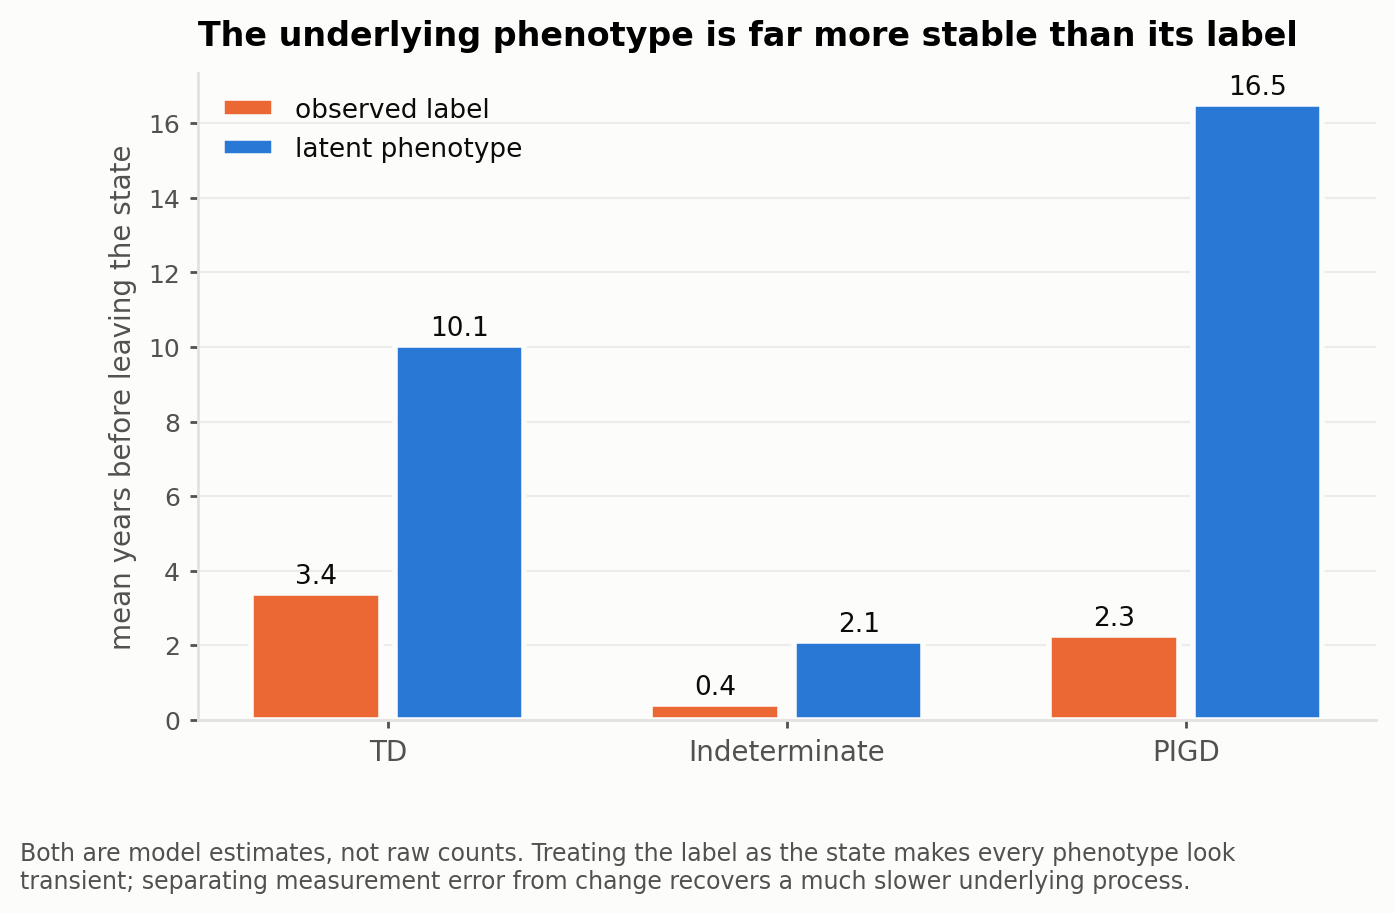 The underlying phenotype is far more stable than its label
observed label
latent phenotype
mean years before leaving the state
16
14
12
10
8
6
4
2
0
3.4
10.1
0.4
2.1
2.3
16.5
TD
Indeterminate
PIGD
Both are model estimates, not raw counts. Treating the label as the state makes every phenotype look
transient; separating measurement error from change recovers a much slower underlying process.